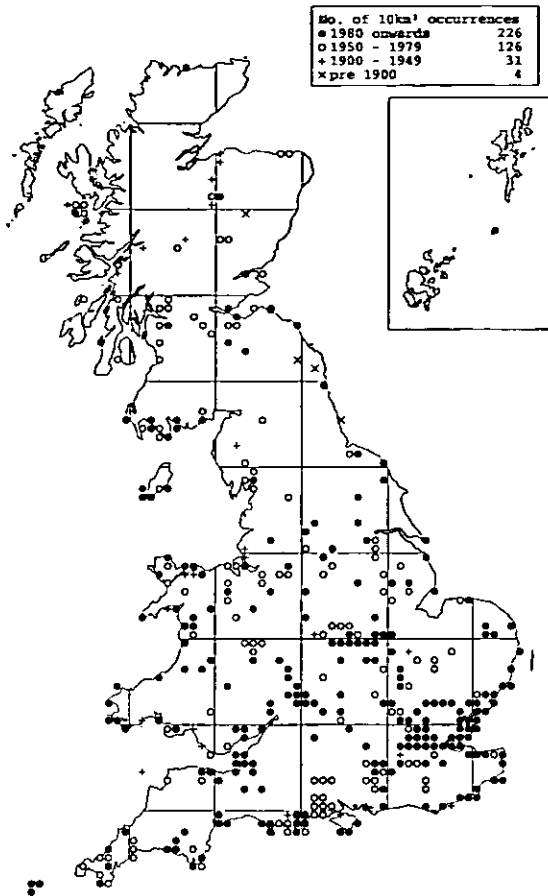 No. of 10km² occurrences
● 1980 onwards 226
○ 1950 - 1979 126
+ 1900 - 1949 31
× pre 1900 4